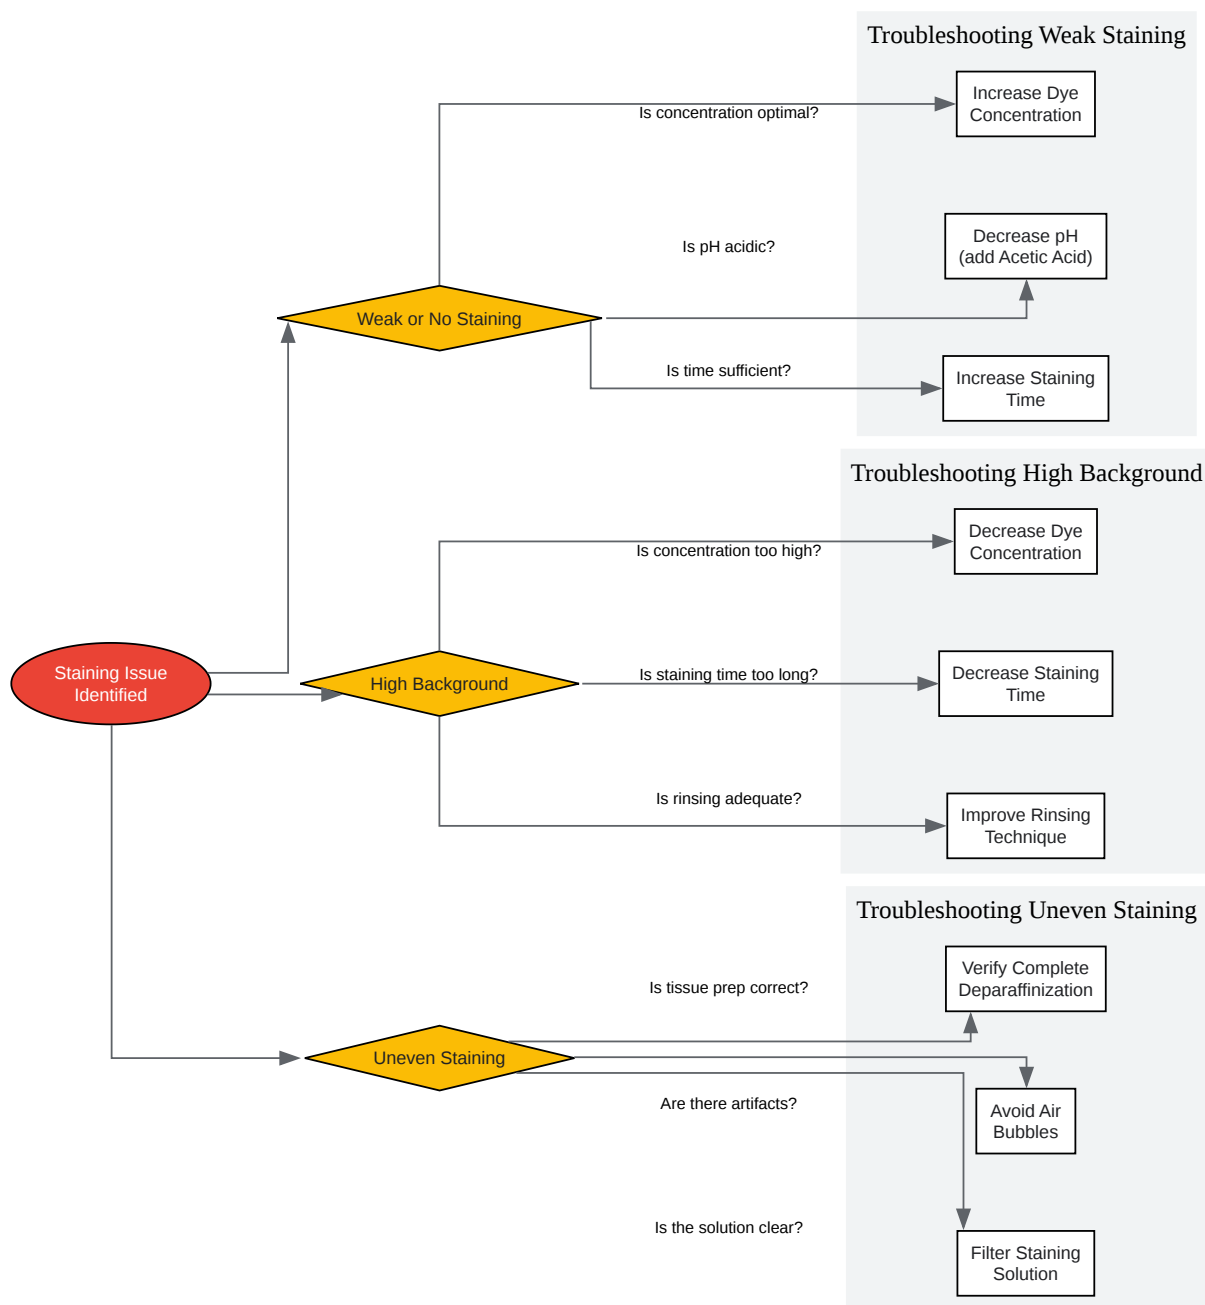 Troubleshooting Weak Staining
Increase Dye
Concentration
Is concentration optimal?
Decrease pH
(add Acetic Acid)
Is pH acidic?
Weak or No Staining
Is time sufficient?
Increase Staining
Time
Troubleshooting High Background
Decrease Dye
Concentration
Is concentration too high?
Staining Issue
Identified
High Background
Is staining time too long?
Decrease Staining
Time
Is rinsing adequate?
Improve Rinsing
Technique
Troubleshooting Uneven Staining
Verify Complete
Deparaffinization
Is tissue prep correct?
Uneven Staining
Are there artifacts?
Avoid Air
Bubbles
Is the solution clear?
Filter Staining
Solution